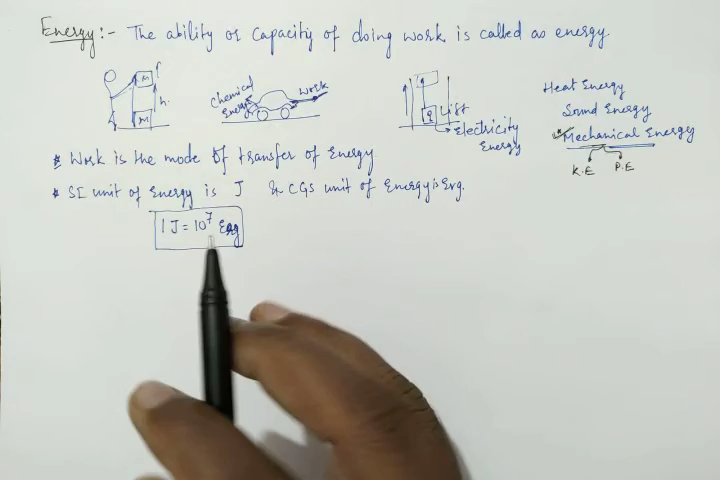 Energy:- The ability or capacity of doing work is called as energy.
M
h.
M
Chemical
Energy
work
Lift
Electricity
Energy
Heat Energy
Sound Energy
* Mechanical Energy
K.E P.E
* Work is the mode of transfer of Energy
* SI unit of Energy is J & CGS unit of Energy is Erg.
1 J = 10⁷ Erg